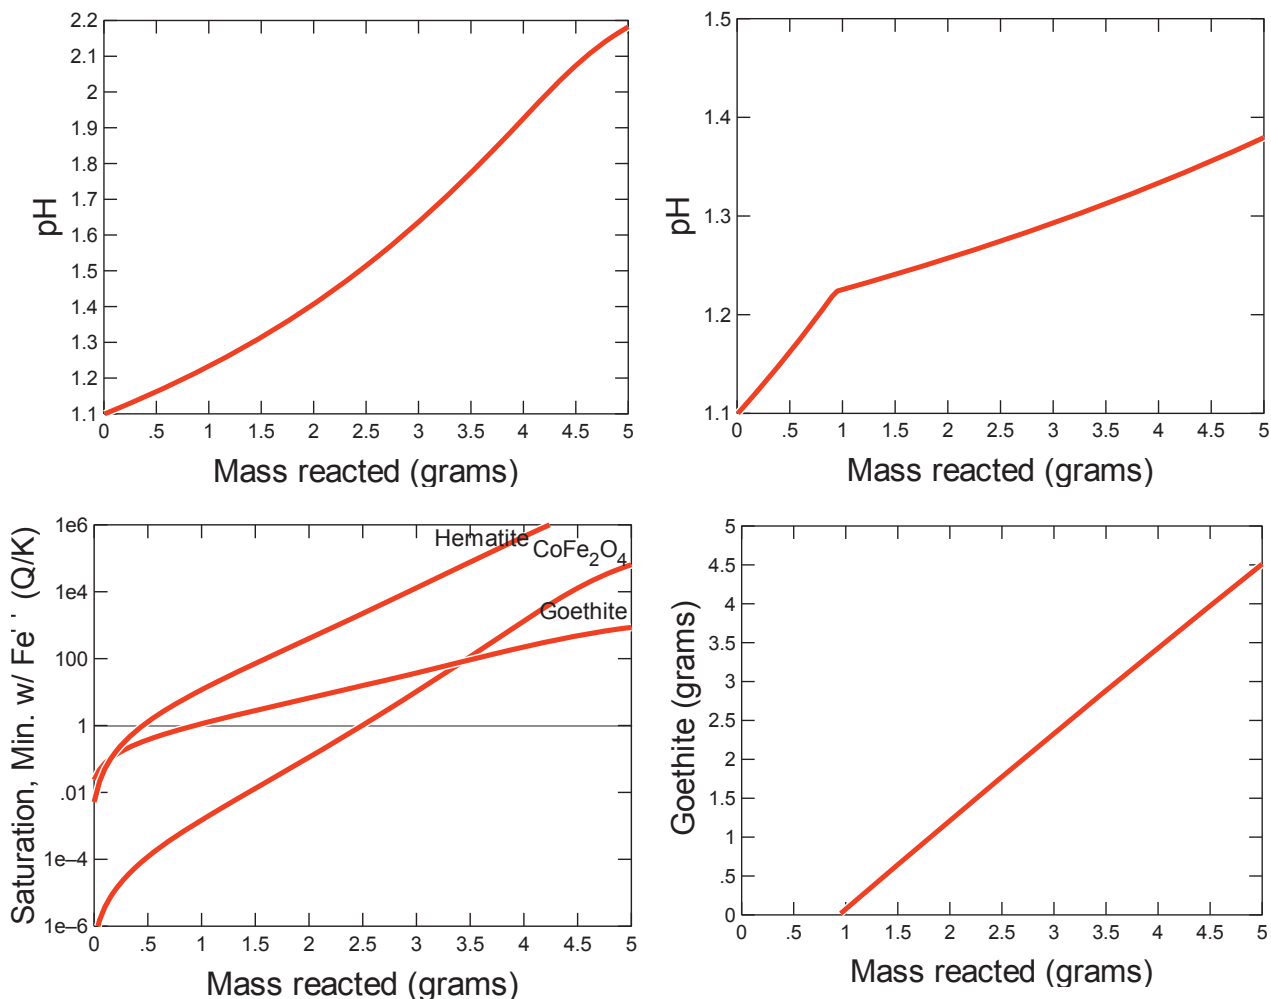 2.2
2.1
2
1.9
1.8
1.7
1.6
1.5
1.4
1.3
1.2
1.1
pH
0 .5 1 1.5 2 2.5 3 3.5 4 4.5 5
Mass reacted (grams)
1.5
1.4
1.3
1.2
1.1
pH
0 .5 1 1.5 2 2.5 3 3.5 4 4.5 5
Mass reacted (grams)
1e6
1e4
100
1
.01
1e–4
1e–6
Saturation, Min. w/ Fe' ' ' (Q/K)
Hematite
CoFe₂O₄
Goethite
0 .5 1 1.5 2 2.5 3 3.5 4 4.5 5
Mass reacted (grams)
5
4.5
4
3.5
3
2.5
2
1.5
1
.5
0
Goethite (grams)
0 .5 1 1.5 2 2.5 3 3.5 4 4.5 5
Mass reacted (grams)